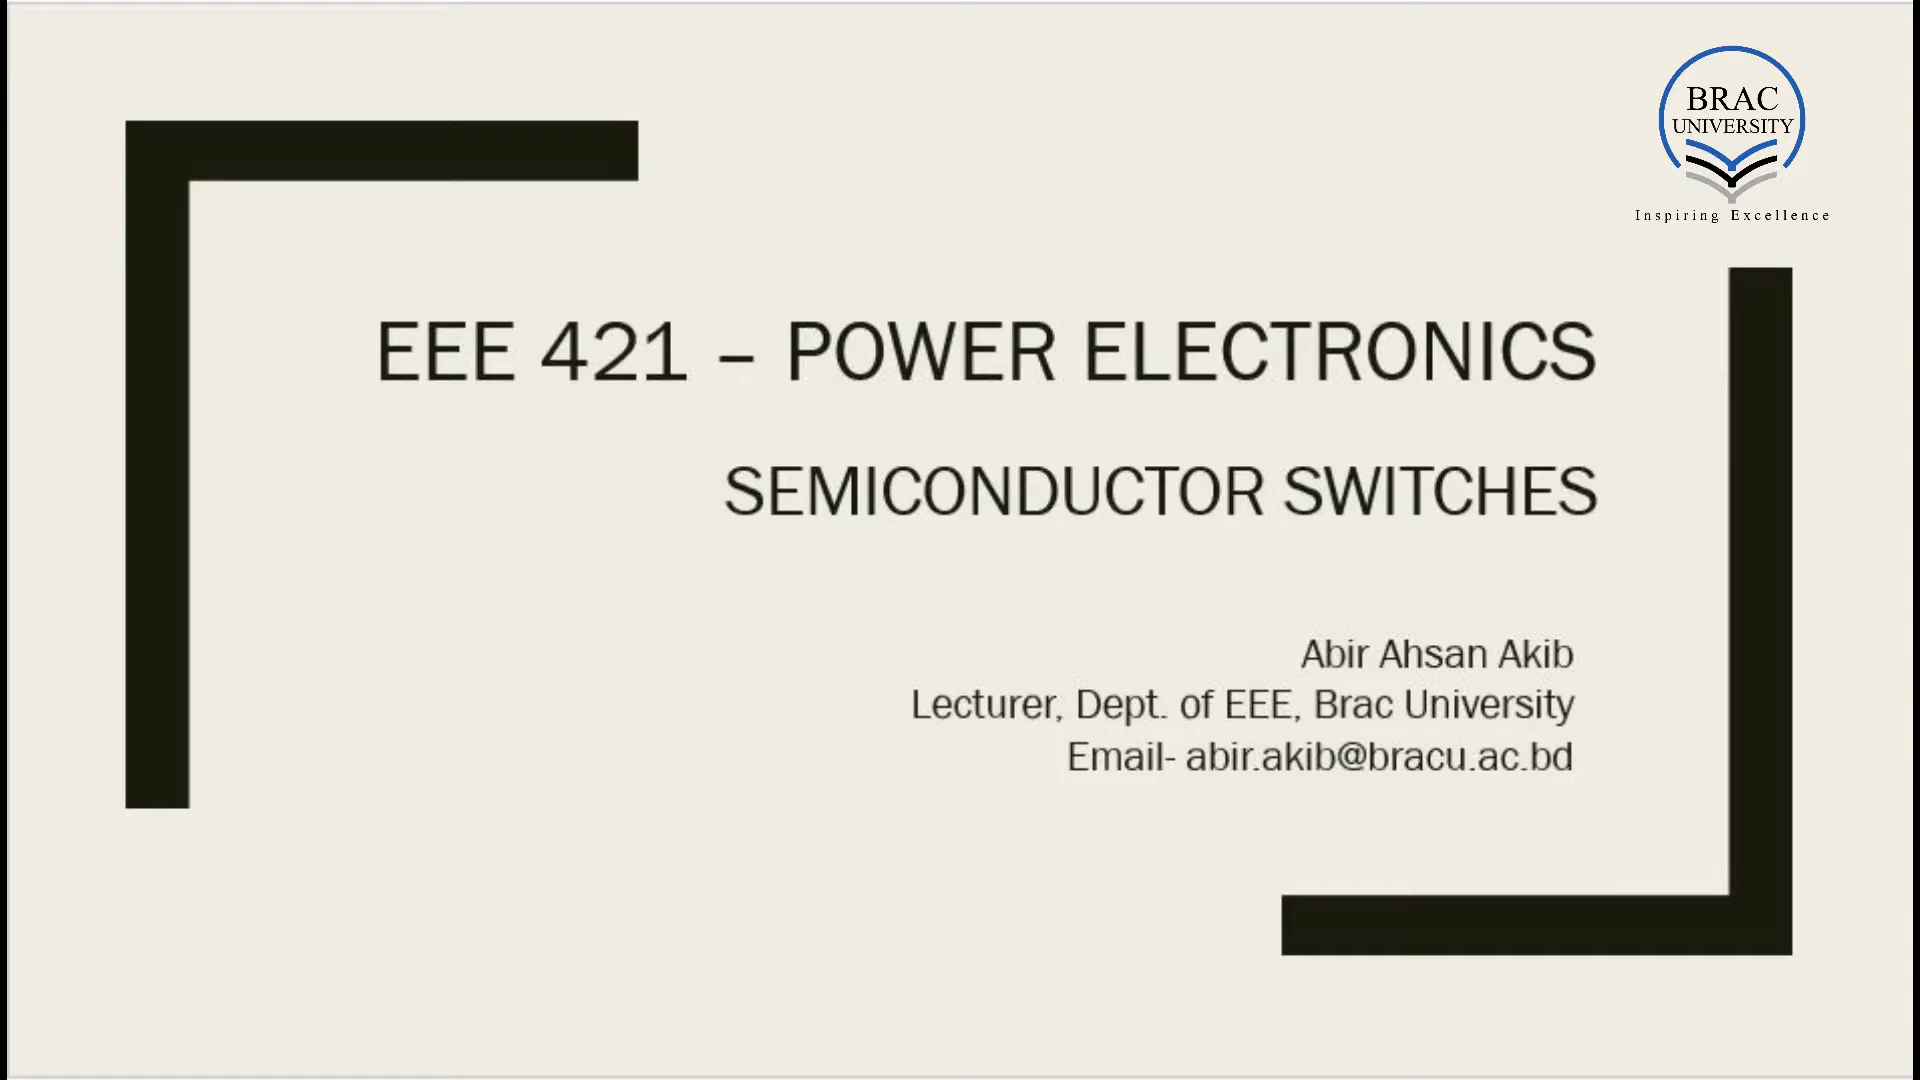 BRAC
UNIVERSITY
Inspiring Excellence
EEE 421 – POWER ELECTRONICS
SEMICONDUCTOR SWITCHES
Abir Ahsan Akib
Lecturer, Dept. of EEE, Brac University
Email- abir.akib@bracu.ac.bd